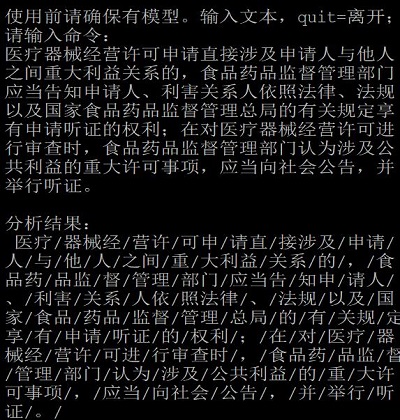 使用前请确保有模型。输入文本，quit=离开；
请输入命令：
医疗器械经营许可申请直接涉及申请人与他人
之间重大利益关系的，食品药品监督管理部门
应当告知申请人、利害关系人依照法律、法规
以及国家食品药品监督管理总局的有关规定享
有申请听证的权利；在对医疗器械经营许可进
行审查时，食品药品监督管理部门认为涉及公
共利益的重大许可事项，应当向社会公告，并
举行听证。
分析结果：
医疗/器械经/营许/可申/请直/接涉及/申请/
人/与/他/人/之间/重/大利益/关系/的/，/食
品药/品监/督/管理/部门/应当告/知申/请人/
、/利害/关系/人依/照法律/、/法规/以及/国
家/食品/药品/监督/管理/总局/的/有/关规/定
享/有/申请/听证/的/权利/；/在/对/医疗/器
械经/营许/可进/行审查时/，/食品药/品监/督
/管理/部门/认为/涉及/公共利益/的/重/大许
可事项/，/应当/向社会/公告/，/并/举行/听
证/。/